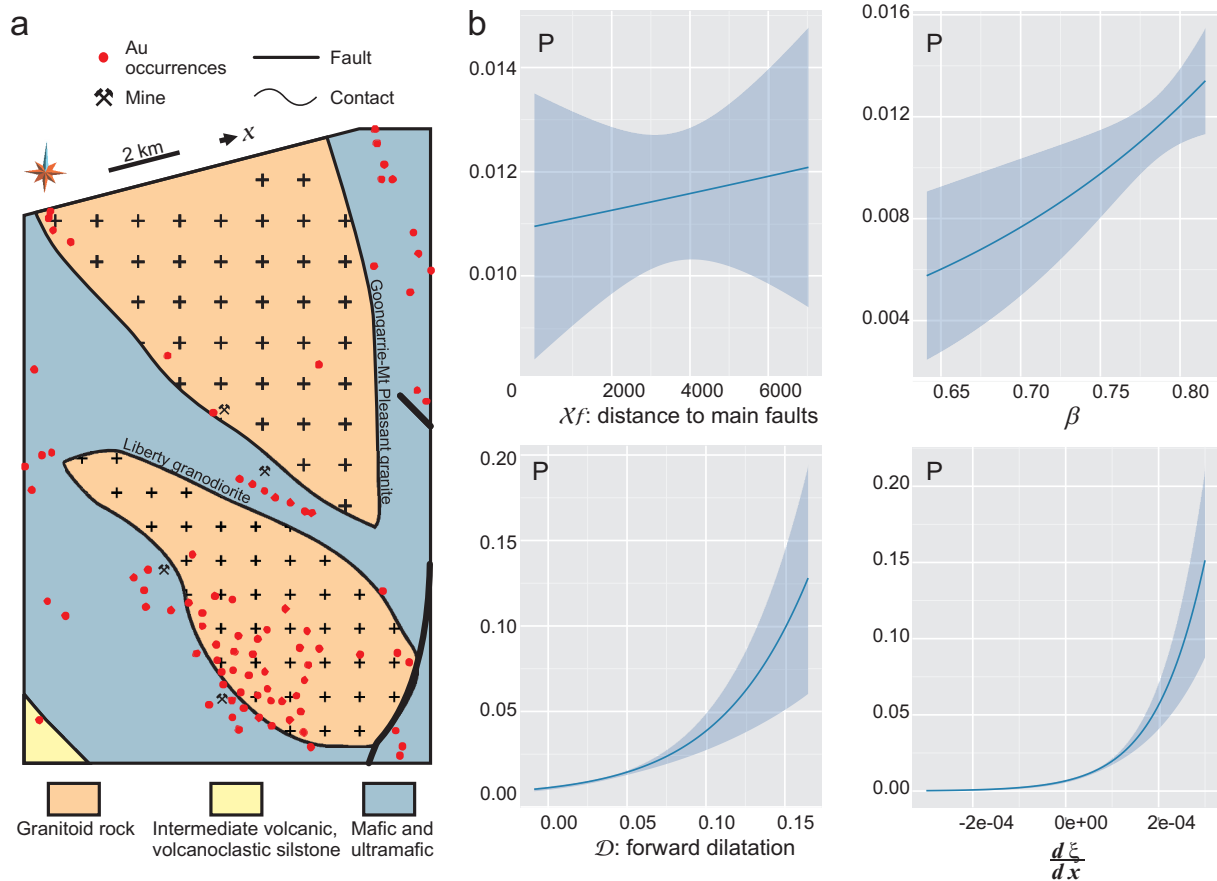 a
Au
occurrences
Fault
Mine
Contact
2 km
x
Goongarrie-Mt Pleasant granite
Liberty granodiorite
Granitoid rock
Intermediate volcanic,
volcanoclastic silstone
Mafic and
ultramafic
b
P
0.014
0.012
0.010
0 2000 4000 6000
Xf: distance to main faults
P
0.016
0.012
0.008
0.004
0.65 0.70 0.75 0.80
β
P
0.20
0.15
0.10
0.05
0.00
0.00 0.05 0.10 0.15
D: forward dilatation
P
0.20
0.15
0.10
0.05
0.00
-2e-04 0e+00 2e-04
d ξ
d x